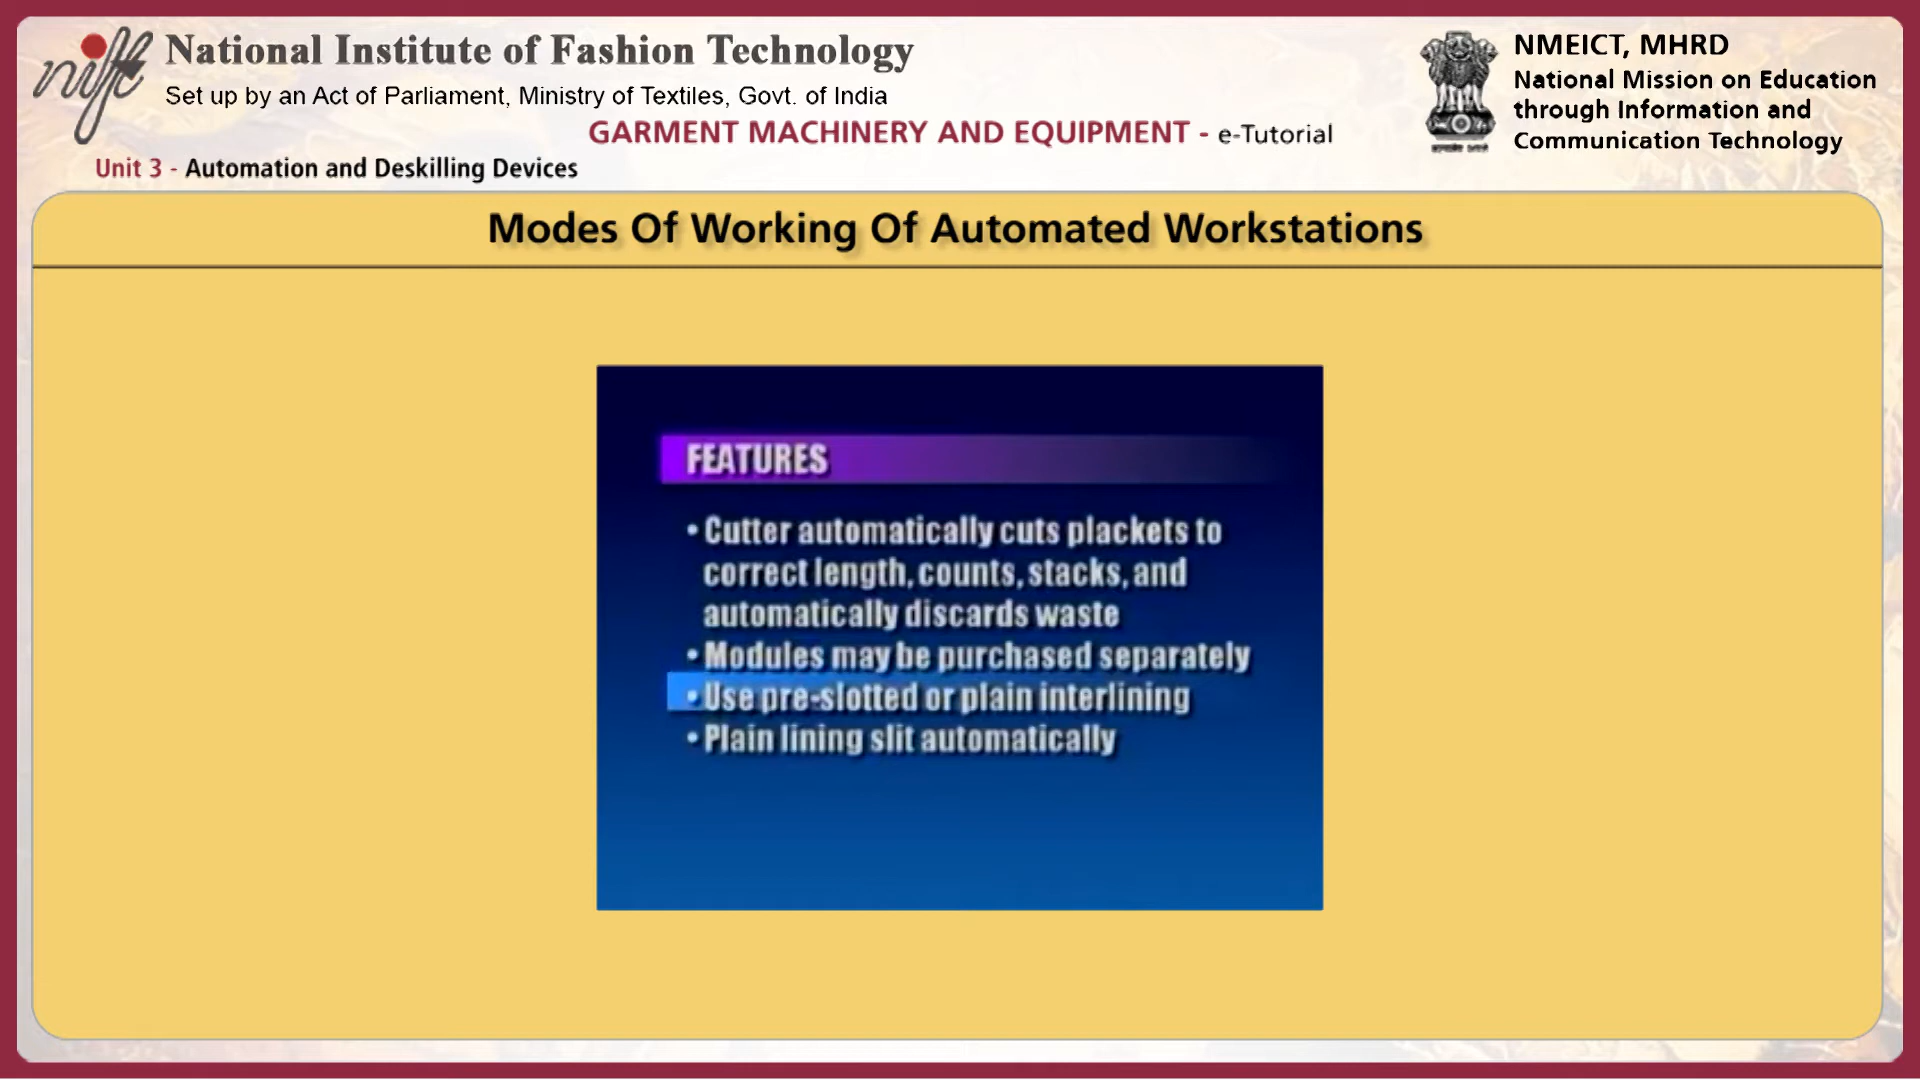 nift
National Institute of Fashion Technology
Set up by an Act of Parliament, Ministry of Textiles, Govt. of India
GARMENT MACHINERY AND EQUIPMENT - e-Tutorial
NMEICT, MHRD
National Mission on Education
through Information and
Communication Technology
Unit 3 - Automation and Deskilling Devices
Modes Of Working Of Automated Workstations
FEATURES
• Cutter automatically cuts plackets to
correct length, counts, stacks, and
automatically discards waste
• Modules may be purchased separately
• Use pre-slotted or plain interlining
• Plain lining slit automatically